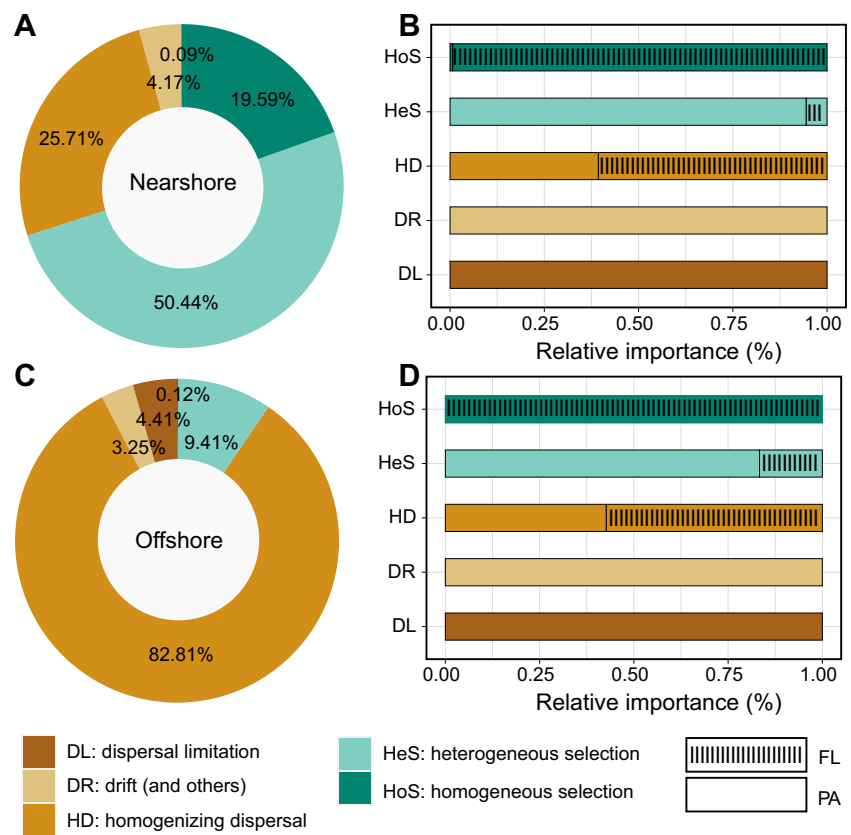 A
0.09%
4.17%
19.59%
25.71%
Nearshore
50.44%
B
HoS
HeS
HD
DR
DL
0.00 0.25 0.50 0.75 1.00
Relative importance (%)
C
0.12%
4.41%
9.41%
3.25%
Offshore
82.81%
D
HoS
HeS
HD
DR
DL
0.00 0.25 0.50 0.75 1.00
Relative importance (%)
DL: dispersal limitation
DR: drift (and others)
HD: homogenizing dispersal
HeS: heterogeneous selection
HoS: homogeneous selection
FL
PA